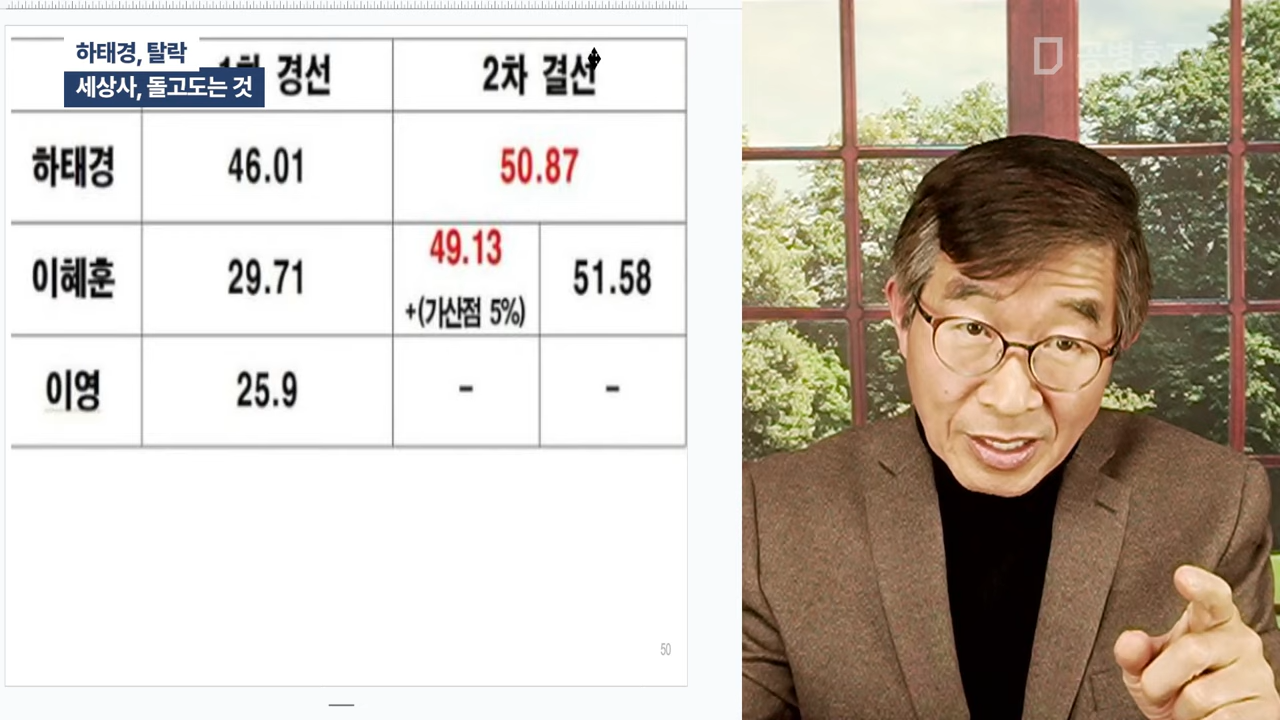 하태경, 탈락
세상사, 돌고도는 것
1차 경선
2차 결선
하태경
46.01
50.87
이혜훈
29.71
49.13
+(가산점 5%)
51.58
이영
25.9
-
-
50